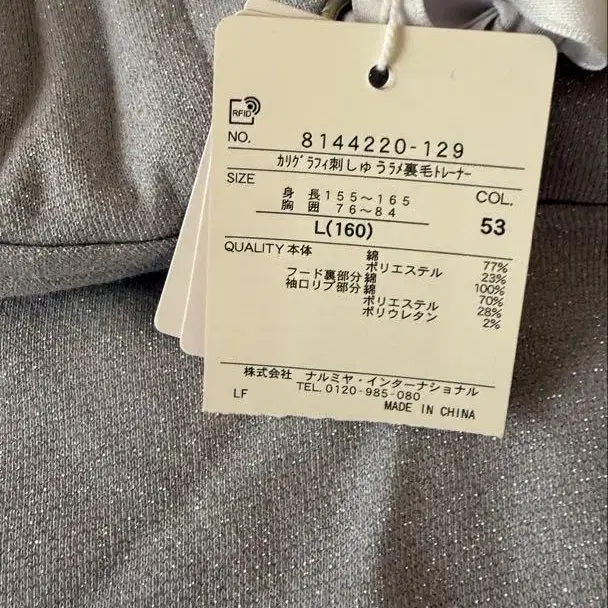 RFID
NO. 8144220-129
カリグラフィ刺しゅうラメ裏毛トレーナー
SIZE
身 長 155～165
胸 囲 76～84
COL.
L(160)
53
QUALITY 本体 綿 77%
ポリエステル 23%
フード裏部分 綿 100%
袖口リブ部分 綿 70%
ポリエステル 28%
ポリウレタン 2%
株式会社 ナルミヤ・インターナショナル
TEL. 0120-985-080
LF
MADE IN CHINA